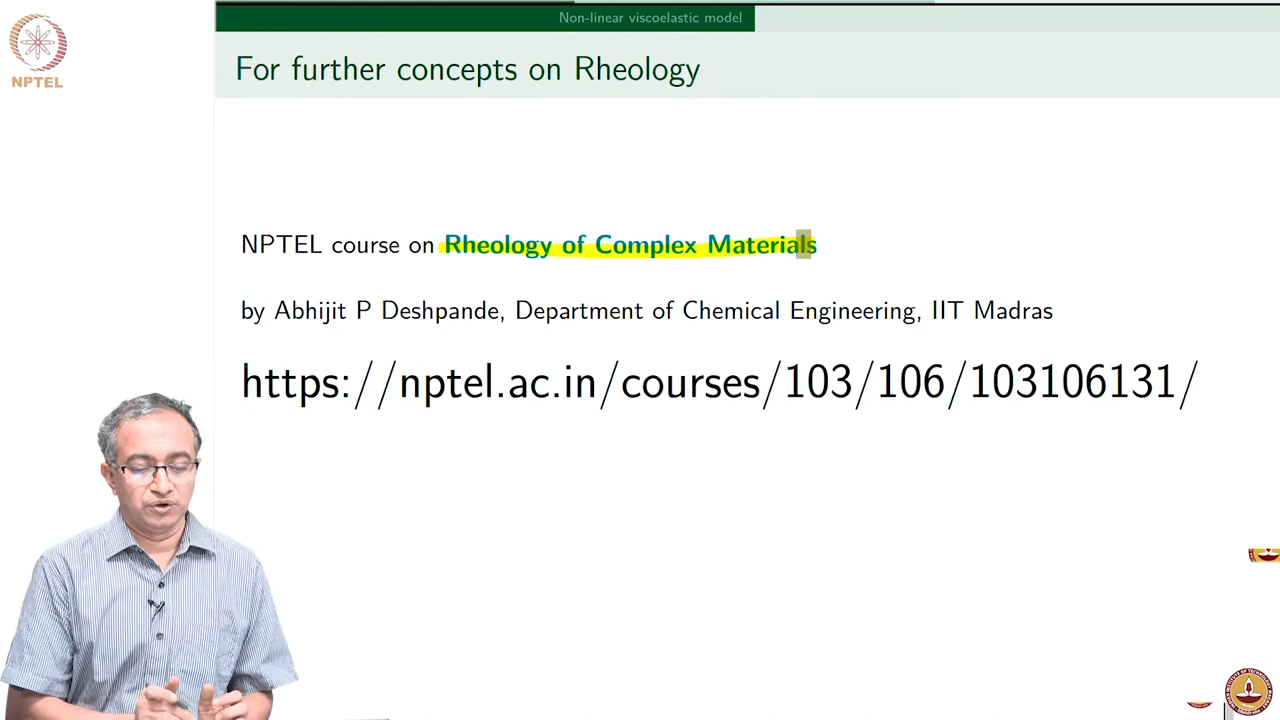 Non-linear viscoelastic model
NPTEL
For further concepts on Rheology
NPTEL course on Rheology of Complex Materials
by Abhijit P Deshpande, Department of Chemical Engineering, IIT Madras
https://nptel.ac.in/courses/103/106/103106131/